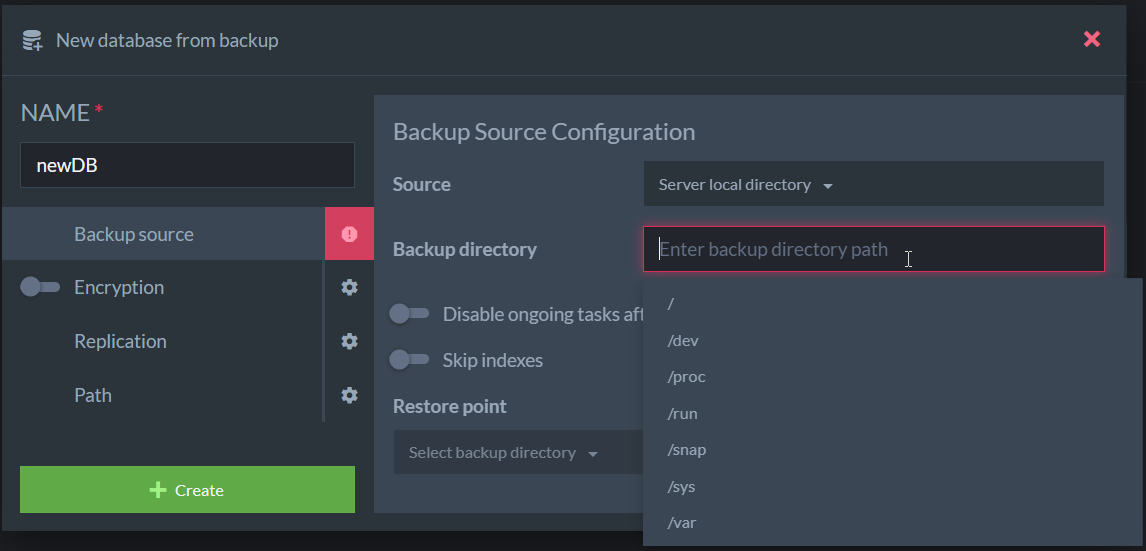 New database from backup
NAME *
newDB
Backup source
Encryption
Replication
Path
Create
Backup Source Configuration
Source
Server local directory
Backup directory
Enter backup directory path
Disable ongoing tasks aft
Skip indexes
Restore point
Select backup directory
/
/dev
/proc
/run
/snap
/sys
/var